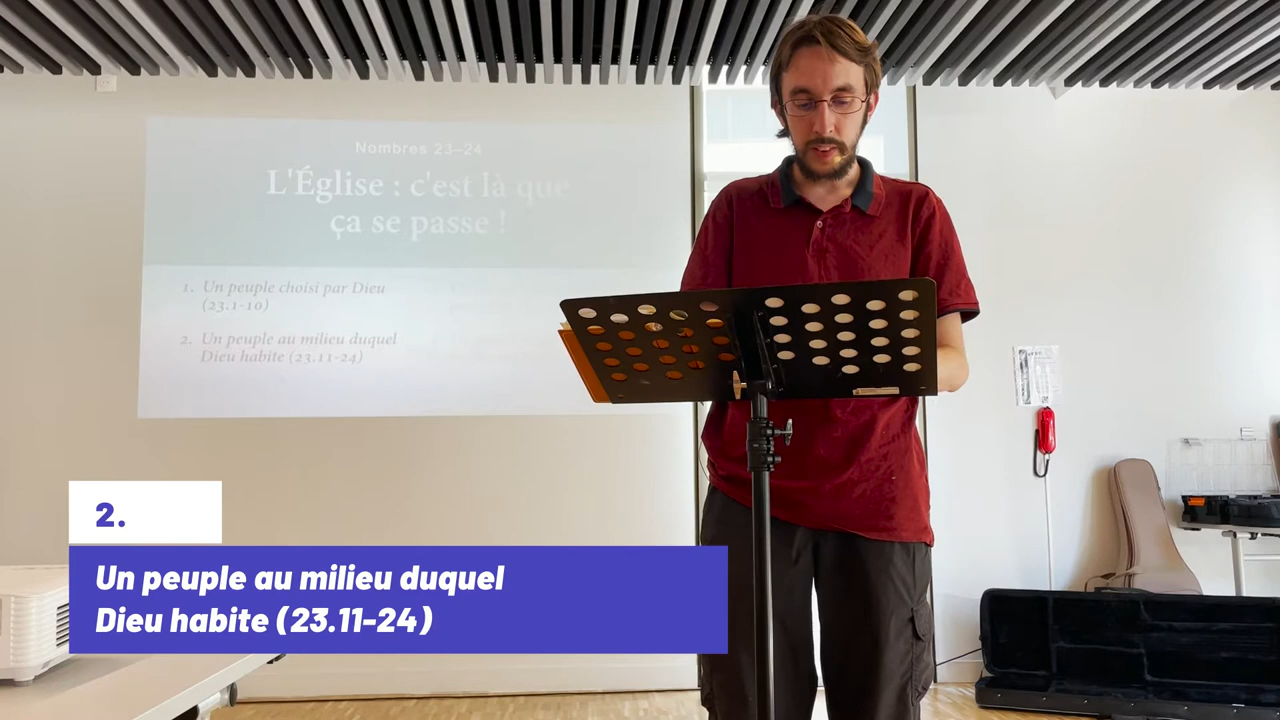 Nombres 23–24
L'Église : c'est là que
ça se passe !
1. Un peuple choisi par Dieu
(23.1-10)
2. Un peuple au milieu duquel
Dieu habite (23.11-24)
2.
Un peuple au milieu duquel
Dieu habite (23.11-24)